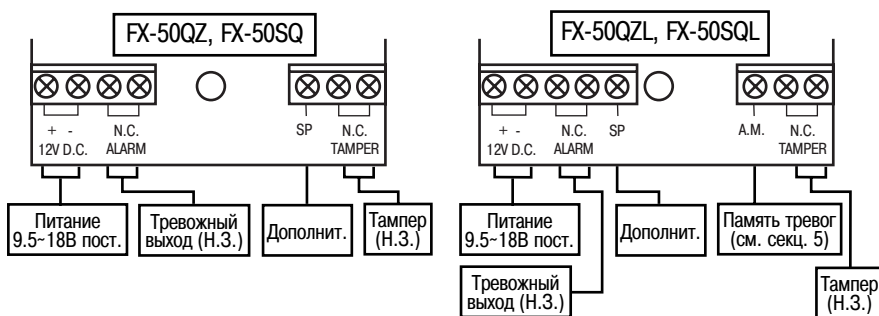 FX-50QZ, FX-50SQ
+ -
12V D.C.
N.C.
ALARM
SP
N.C.
TAMPER
Питание
9.5~18В пост.
Тревожный
выход (Н.З.)
Дополнит.
Тампер
(Н.З.)
FX-50QZL, FX-50SQL
+ -
12V D.C.
N.C.
ALARM
SP
A.M.
N.C.
TAMPER
Питание
9.5~18В пост.
Тревожный
выход (Н.З.)
Дополнит.
Память тревог
(см. секц. 5)
Тампер
(Н.З.)